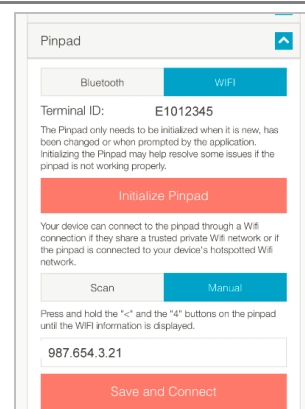 Pinpad
Bluetooth WIFI
Terminal ID: E1012345
The Pinpad only needs to be initialized when it is new, has
been changed or when prompted by the application.
Initializing the Pinpad may help resolve some issues if the
pinpad is not working properly.
Initialize Pinpad
Your device can connect to the pinpad through a Wifi
connection if they share a trusted private Wifi network or if
the pinpad is connected to your device's hotspotted Wifi
network.
Scan Manual
Press and hold the "<" and the "4" buttons on the pinpad
until the WIFI information is displayed.
987.654.3.21
Save and Connect